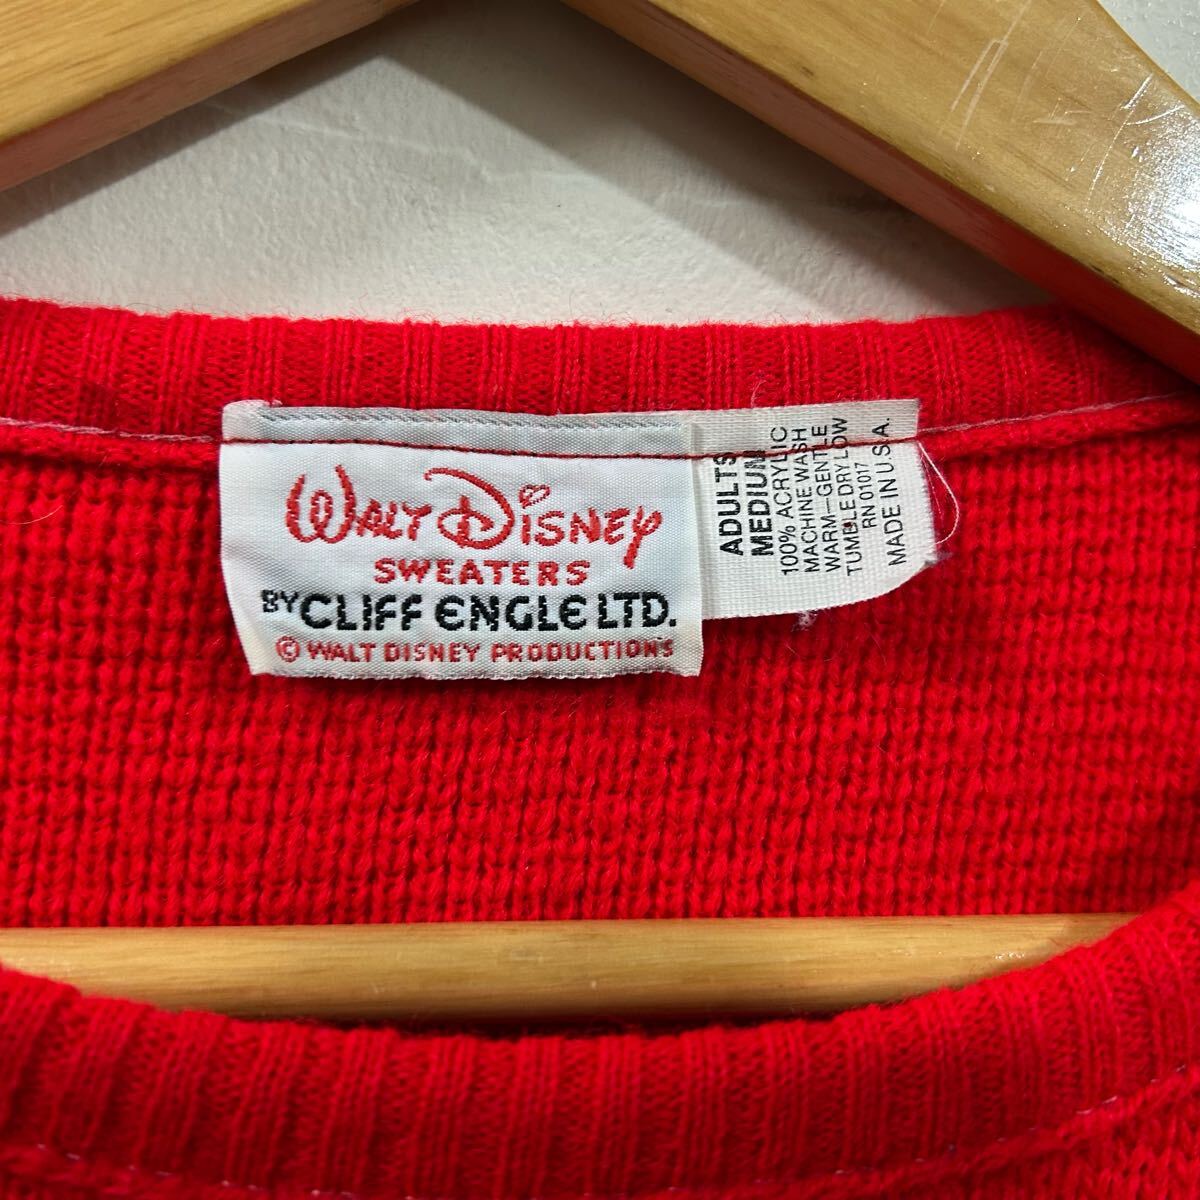 WALT DISNEY
SWEATERS
BY CLIFF ENGLE LTD.
© WALT DISNEY PRODUCTIONS
ADULTS
MEDIUM
100% ACRYLIC
MACHINE WASH
WARM—GENTLE
TUMBLE DRY LOW
RN 01017
MADE IN U.S.A.